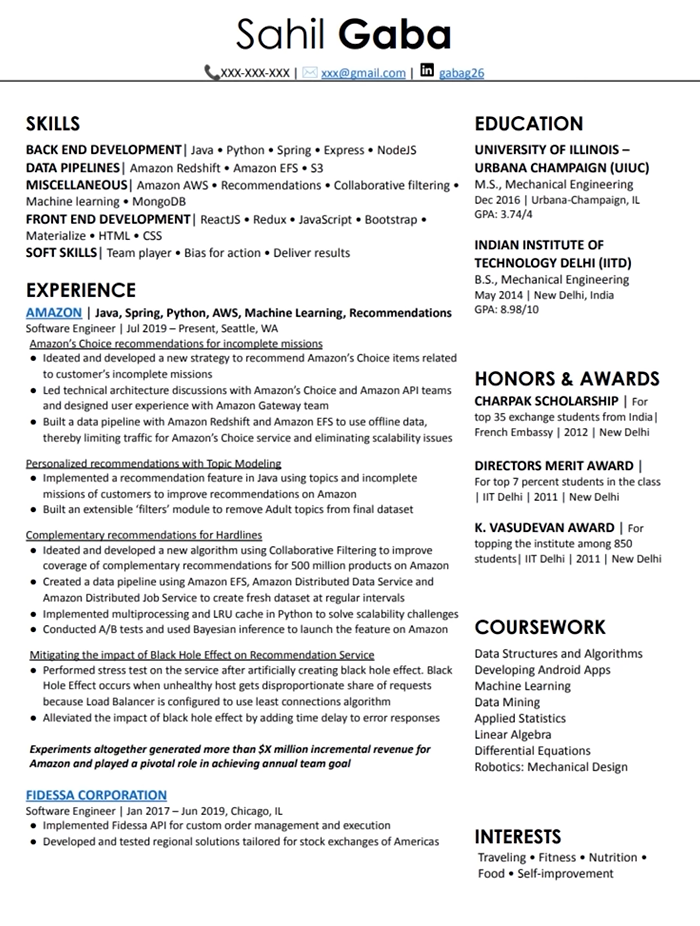 Sahil Gaba
XXX-XXX-XXX | xxx@gmail.com | in gabag26
SKILLS
BACK END DEVELOPMENT| Java • Python • Spring • Express • NodeJS
DATA PIPELINES| Amazon Redshift • Amazon EFS • S3
MISCELLANEOUS| Amazon AWS • Recommendations • Collaborative filtering •
Machine learning • MongoDB
FRONT END DEVELOPMENT| ReactJS • Redux • JavaScript • Bootstrap •
Materialize • HTML • CSS
SOFT SKILLS| Team player • Bias for action • Deliver results
EXPERIENCE
AMAZON | Java, Spring, Python, AWS, Machine Learning, Recommendations
Software Engineer | Jul 2019 – Present, Seattle, WA
Amazon's Choice recommendations for incomplete missions
● Ideated and developed a new strategy to recommend Amazon's Choice items related
to customer's incomplete missions
● Led technical architecture discussions with Amazon's Choice and Amazon API teams
and designed user experience with Amazon Gateway team
● Built a data pipeline with Amazon Redshift and Amazon EFS to use offline data,
thereby limiting traffic for Amazon's Choice service and eliminating scalability issues
Personalized recommendations with Topic Modeling
● Implemented a recommendation feature in Java using topics and incomplete
missions of customers to improve recommendations on Amazon
● Built an extensible 'filters' module to remove Adult topics from final dataset
Complementary recommendations for Hardlines
● Ideated and developed a new algorithm using Collaborative Filtering to improve
coverage of complementary recommendations for 500 million products on Amazon
● Created a data pipeline using Amazon EFS, Amazon Distributed Data Service and
Amazon Distributed Job Service to create fresh dataset at regular intervals
● Implemented multiprocessing and LRU cache in Python to solve scalability challenges
● Conducted A/B tests and used Bayesian inference to launch the feature on Amazon
Mitigating the impact of Black Hole Effect on Recommendation Service
● Performed stress test on the service after artificially creating black hole effect. Black
Hole Effect occurs when unhealthy host gets disproportionate share of requests
because Load Balancer is configured to use least connections algorithm
● Alleviated the impact of black hole effect by adding time delay to error responses
Experiments altogether generated more than $X million incremental revenue for
Amazon and played a pivotal role in achieving annual team goal
FIDESSA CORPORATION
Software Engineer | Jan 2017 – Jun 2019, Chicago, IL
● Implemented Fidessa API for custom order management and execution
● Developed and tested regional solutions tailored for stock exchanges of Americas
EDUCATION
UNIVERSITY OF ILLINOIS –
URBANA CHAMPAIGN (UIUC)
M.S., Mechanical Engineering
Dec 2016 | Urbana-Champaign, IL
GPA: 3.74/4
INDIAN INSTITUTE OF
TECHNOLOGY DELHI (IITD)
B.S., Mechanical Engineering
May 2014 | New Delhi, India
GPA: 8.98/10
HONORS & AWARDS
CHARPAK SCHOLARSHIP | For
top 35 exchange students from India|
French Embassy | 2012 | New Delhi
DIRECTORS MERIT AWARD |
For top 7 percent students in the class
| IIT Delhi | 2011 | New Delhi
K. VASUDEVAN AWARD | For
topping the institute among 850
students| IIT Delhi | 2011 | New Delhi
COURSEWORK
Data Structures and Algorithms
Developing Android Apps
Machine Learning
Data Mining
Applied Statistics
Linear Algebra
Differential Equations
Robotics: Mechanical Design
INTERESTS
Traveling • Fitness • Nutrition •
Food • Self-improvement